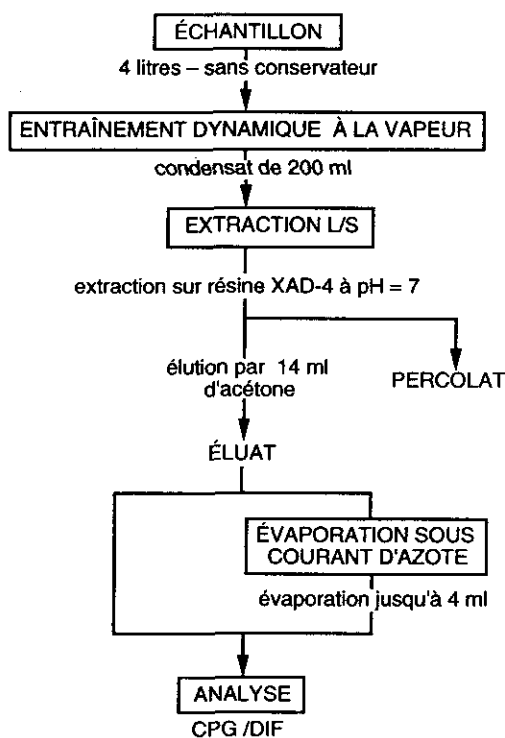 ÉCHANTILLON
4 litres – sans conservateur
ENTRAÎNEMENT DYNAMIQUE À LA VAPEUR
condensat de 200 ml
EXTRACTION L/S
extraction sur résine XAD-4 à pH = 7
élution par 14 ml
d'acétone
PERCOLAT
ÉLUAT
ÉVAPORATION SOUS
COURANT D'AZOTE
évaporation jusqu'à 4 ml
ANALYSE
CPG /DIF